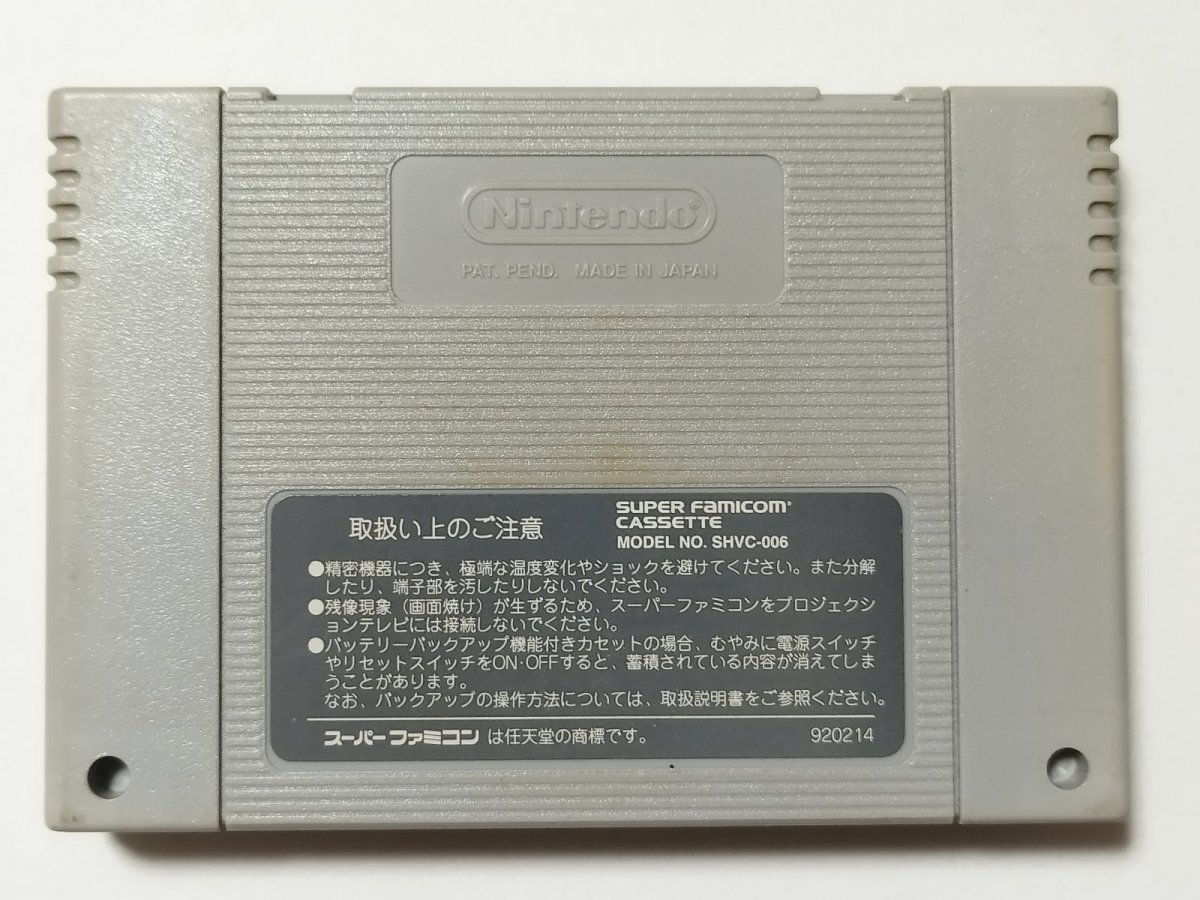 Nintendo®
PAT. PEND. MADE IN JAPAN
取扱い上のご注意
SUPER FAMICOM®
CASSETTE
MODEL NO. SHVC-006
●精密機器につき、極端な温度変化やショックを避けてください。また分解
したり、端子部を汚したりしないでください。
●残像現象（画面焼け）が生ずるため、スーパーファミコンをプロジェクシ
ョンテレビには接続しないでください。
●バッテリーバックアップ機能付きカセットの場合、むやみに電源スイッチ
やリセットスイッチをON・OFFすると、蓄積されている内容が消えてしま
うことがあります。
なお、バックアップの操作方法については、取扱説明書をご参照ください。
スーパーファミコン は任天堂の商標です。 920214